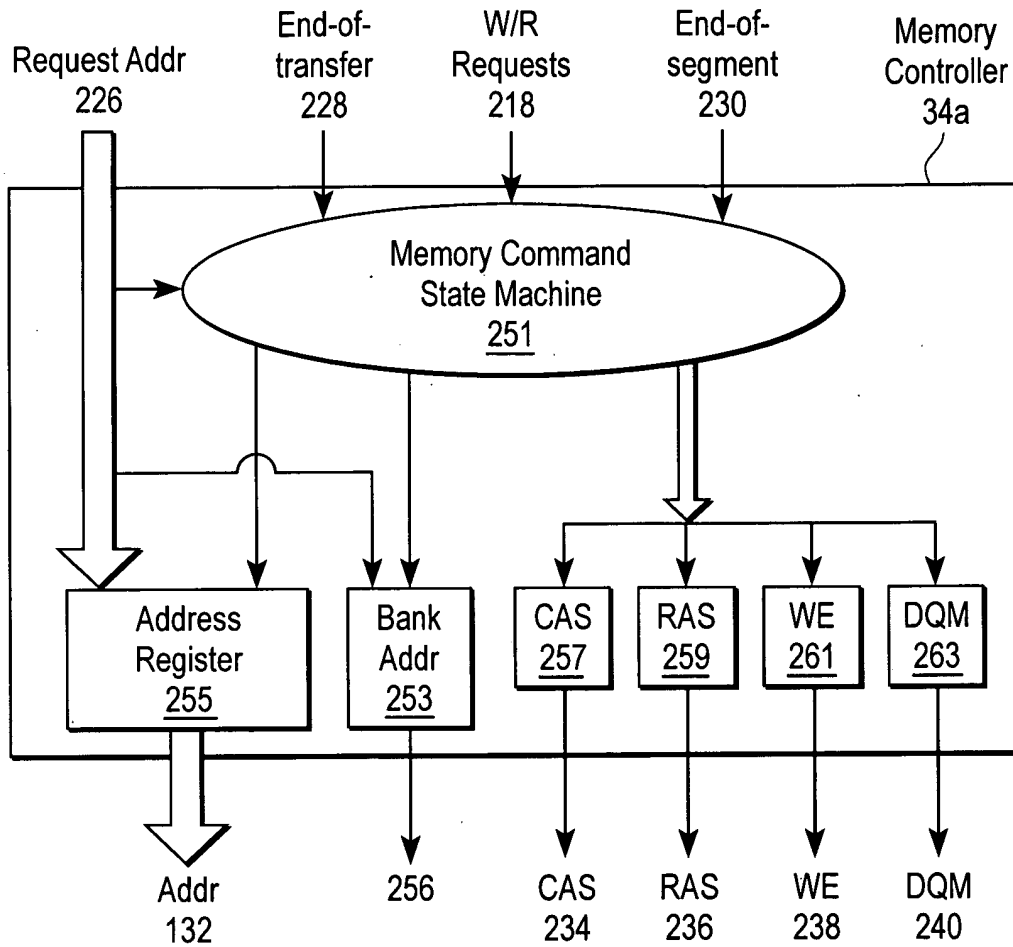 Request Addr
226
End-of-
transfer
228
W/R
Requests
218
End-of-
segment
230
Memory
Controller
34a
Memory Command
State Machine
251
Address
Register
255
Bank
Addr
253
CAS
257
RAS
259
WE
261
DQM
263
Addr
132
256
CAS
234
RAS
236
WE
238
DQM
240